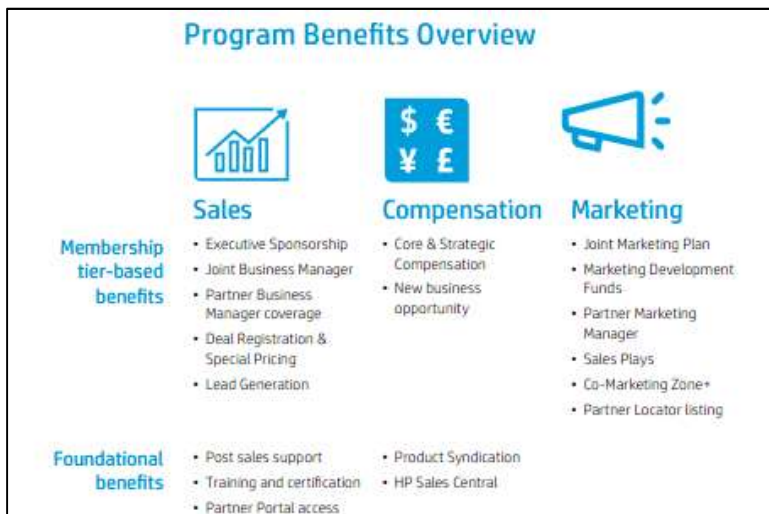 Program Benefits Overview
$ €
¥ £
Sales
Compensation
Marketing
Membership
tier-based
benefits
• Executive Sponsorship
• Joint Business Manager
• Partner Business
Manager coverage
• Deal Registration &
Special Pricing
• Lead Generation
• Core & Strategic
Compensation
• New business
opportunity
• Joint Marketing Plan
• Marketing Development
Funds
• Partner Marketing
Manager
• Sales Plays
• Co-Marketing Zone+
• Partner Locator listing
Foundational
benefits
• Post sales support
• Training and certification
• Partner Portal access
• Product Syndication
• HP Sales Central